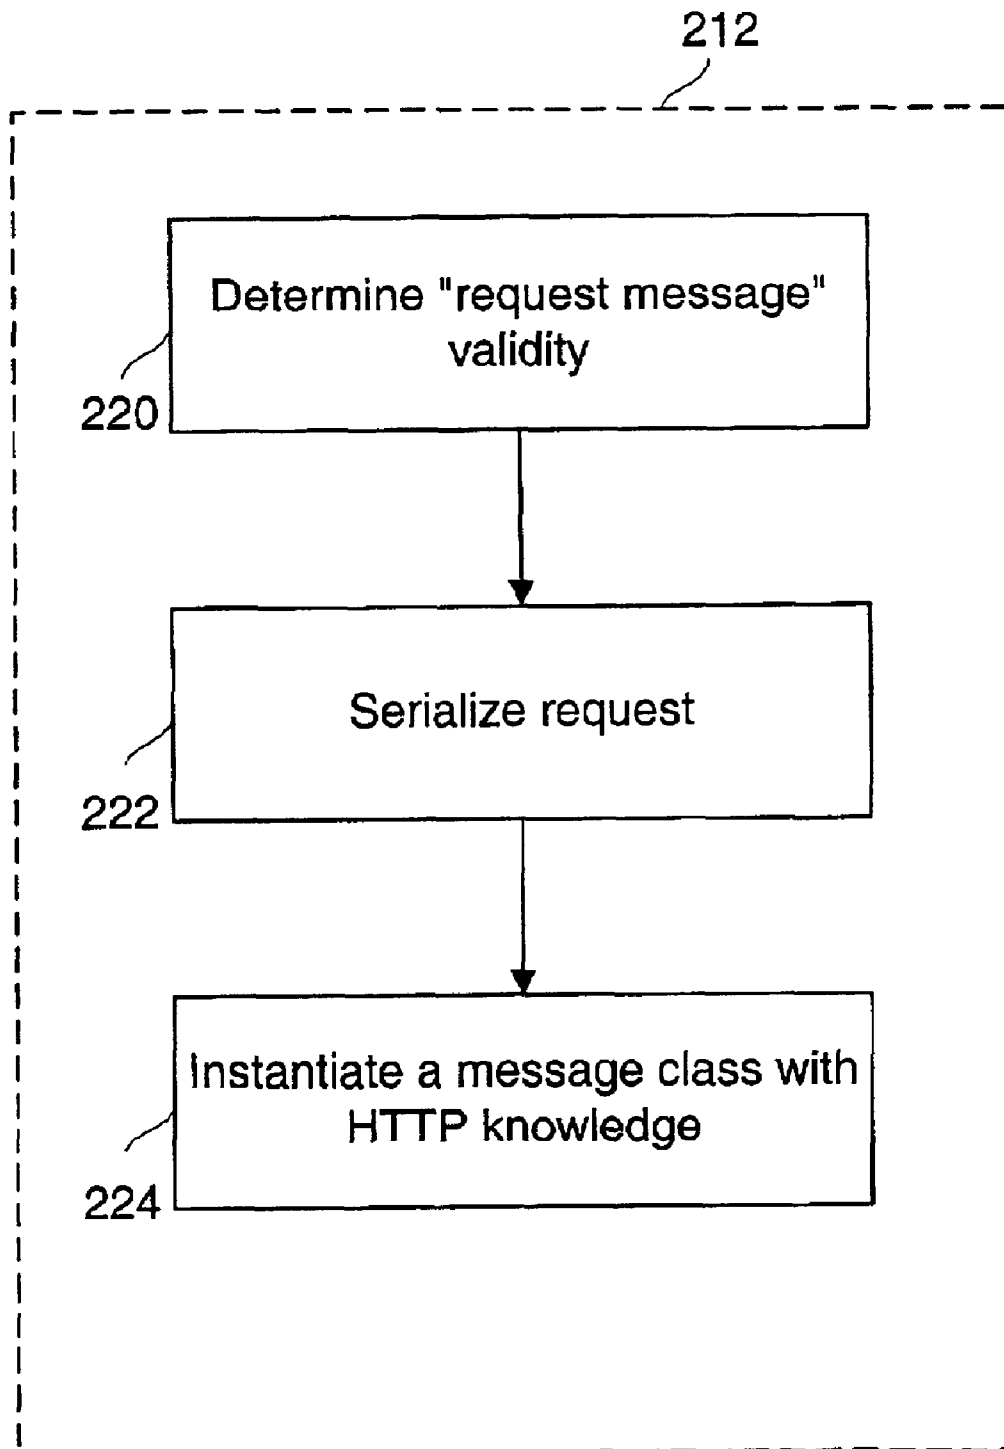 212
Determine "request message"
validity
220
Serialize request
222
Instantiate a message class with
HTTP knowledge
224